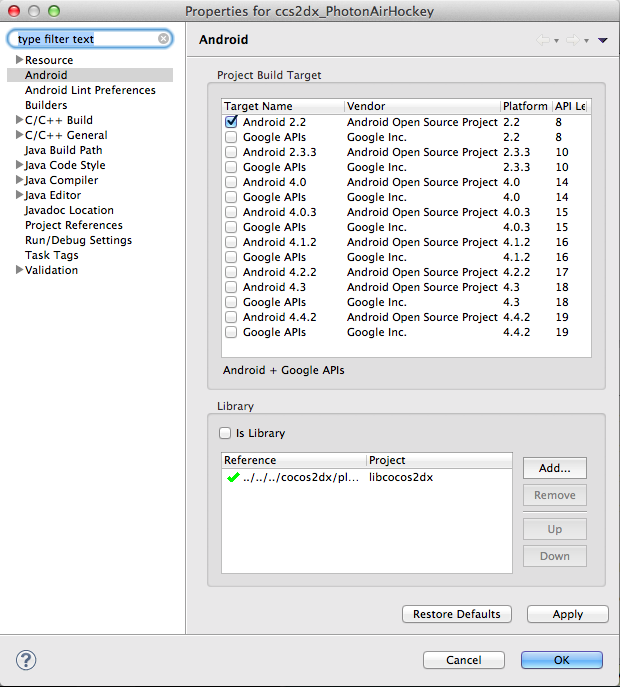 Properties for ccs2dx_PhotonAirHockey
type filter text
Resource
Android
Android Lint Preferences
Builders
C/C++ Build
C/C++ General
Java Build Path
Java Code Style
Java Compiler
Java Editor
Javadoc Location
Project References
Run/Debug Settings
Task Tags
Validation
Android
Project Build Target
Target Name Vendor Platform API Le
Android 2.2 Android Open Source Project 2.2 8
Google APIs Google Inc. 2.2 8
Android 2.3.3 Android Open Source Project 2.3.3 10
Google APIs Google Inc. 2.3.3 10
Android 4.0 Android Open Source Project 4.0 14
Google APIs Google Inc. 4.0 14
Android 4.0.3 Android Open Source Project 4.0.3 15
Google APIs Google Inc. 4.0.3 15
Android 4.1.2 Android Open Source Project 4.1.2 16
Google APIs Google Inc. 4.1.2 16
Android 4.2.2 Android Open Source Project 4.2.2 17
Android 4.3 Android Open Source Project 4.3 18
Google APIs Google Inc. 4.3 18
Android 4.4.2 Android Open Source Project 4.4.2 19
Google APIs Google Inc. 4.4.2 19
Android + Google APIs
Library
Is Library
Reference Project
../../../cocos2dx/pl... libcocos2dx
Add...
Remove
Up
Down
Restore Defaults Apply
? Cancel OK